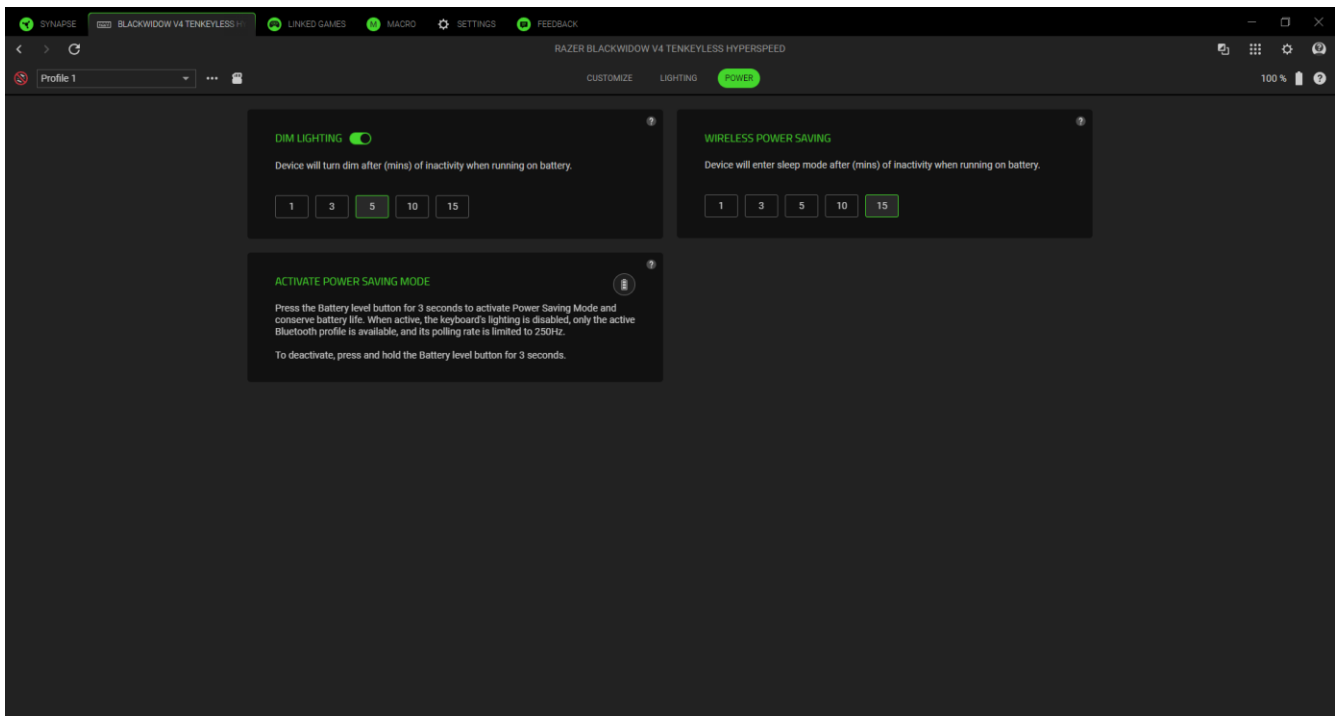 SYNAPSE BLACKWIDOW V4 TENKEYLESS LINKED GAMES M MACRO SETTINGS FEEDBACK
RAZER BLACKWIDOW V4 TENKEYLESS HYPERSPEED
Profile 1 CUSTOMIZE LIGHTING POWER 100 %
DIM LIGHTING
Device will turn dim after (mins) of inactivity when running on battery.
1 3 5 10 15
WIRELESS POWER SAVING
Device will enter sleep mode after (mins) of inactivity when running on battery.
1 3 5 10 15
ACTIVATE POWER SAVING MODE
Press the Battery level button for 3 seconds to activate Power Saving Mode and
conserve battery life. When active, the keyboard's lighting is disabled, only the active
Bluetooth profile is available, and its polling rate is limited to 250Hz.
To deactivate, press and hold the Battery level button for 3 seconds.